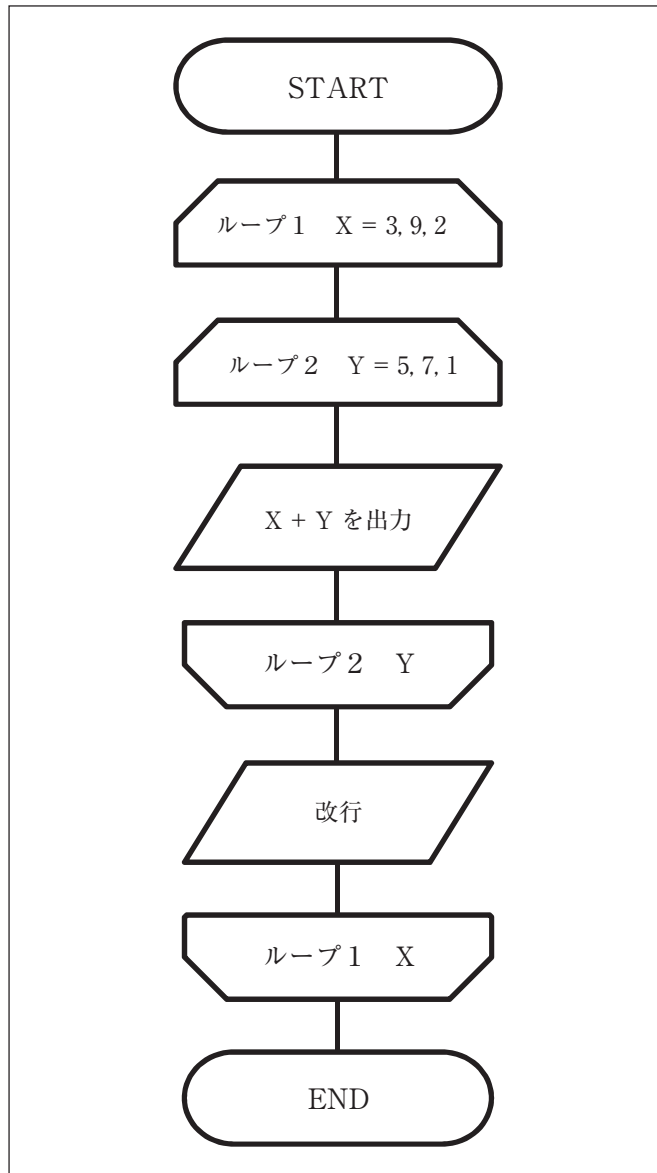 START
ループ１　X = 3, 9, 2
ループ２　Y = 5, 7, 1
X + Y を出力
ループ２　Y
改行
ループ１　X
END